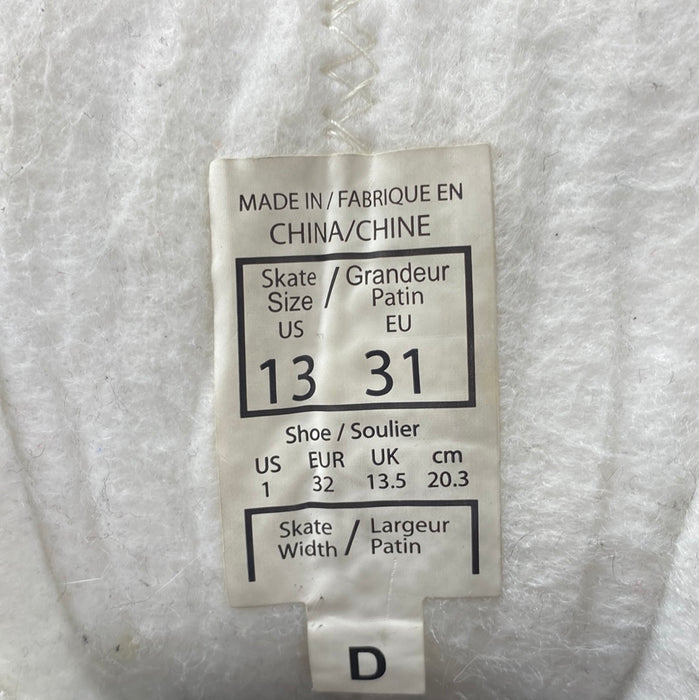 MADE IN / FABRIQUE EN
CHINA/CHINE
Skate / Grandeur
Size Patin
US EU
13 31
Shoe / Soulier
US EUR UK cm
1 32 13.5 20.3
Skate / Largeur
Width Patin
D